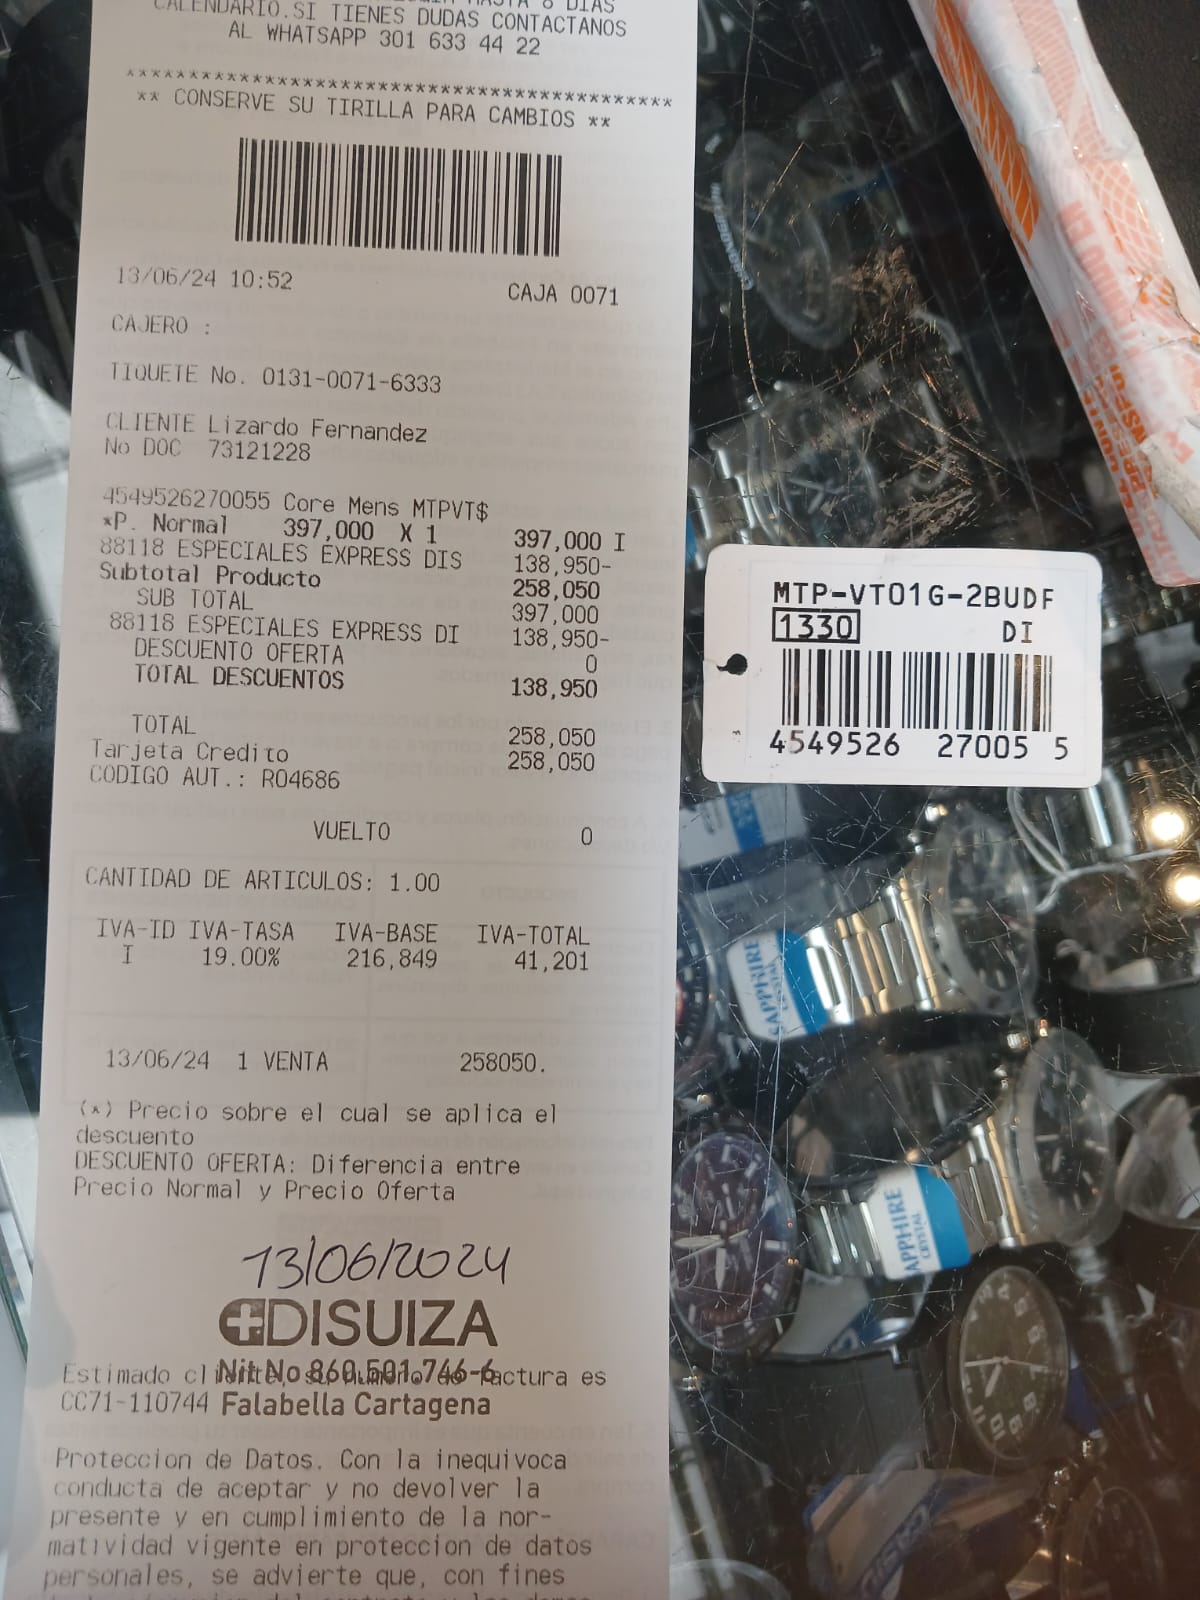 HASTA 8 DIAS
CALENDARIO.SI TIENES DUDAS CONTACTANOS
AL WHATSAPP 301 633 44 22
*******************************************
** CONSERVE SU TIRILLA PARA CAMBIOS **
13/06/24 10:52 CAJA 0071
CAJERO :
TIQUETE No. 0131-0071-6333
CLIENTE Lizardo Fernandez
No DOC 73121228
4549526270055 Core Mens MTPVT$
*P. Normal 397,000 X 1 397,000 I
88118 ESPECIALES EXPRESS DIS 138,950-
Subtotal Producto 258,050
SUB TOTAL 397,000
88118 ESPECIALES EXPRESS DI 138,950-
DESCUENTO OFERTA 0
TOTAL DESCUENTOS 138,950
TOTAL 258,050
Tarjeta Credito 258,050
CODIGO AUT.: R04686
VUELTO 0
CANTIDAD DE ARTICULOS: 1.00
IVA-ID IVA-TASA IVA-BASE IVA-TOTAL
I 19.00% 216,849 41,201
13/06/24 1 VENTA 258050.
(*) Precio sobre el cual se aplica el
descuento
DESCUENTO OFERTA: Diferencia entre
Precio Normal y Precio Oferta
13/06/2024
DISUIZA
Nit No 860.501.746-6
Estimado cliente, su numero de factura es
CC71-110744
Falabella Cartagena
Proteccion de Datos. Con la inequivoca
conducta de aceptar y no devolver la
presente y en cumplimiento de la nor-
matividad vigente en proteccion de datos
personales, se advierte que, con fines
MTP-VT01G-2BUDF
1330 DI
4549526 27005 5
SAPPHIRE
CRYSTAL
SAPPHIRE
CRYSTAL